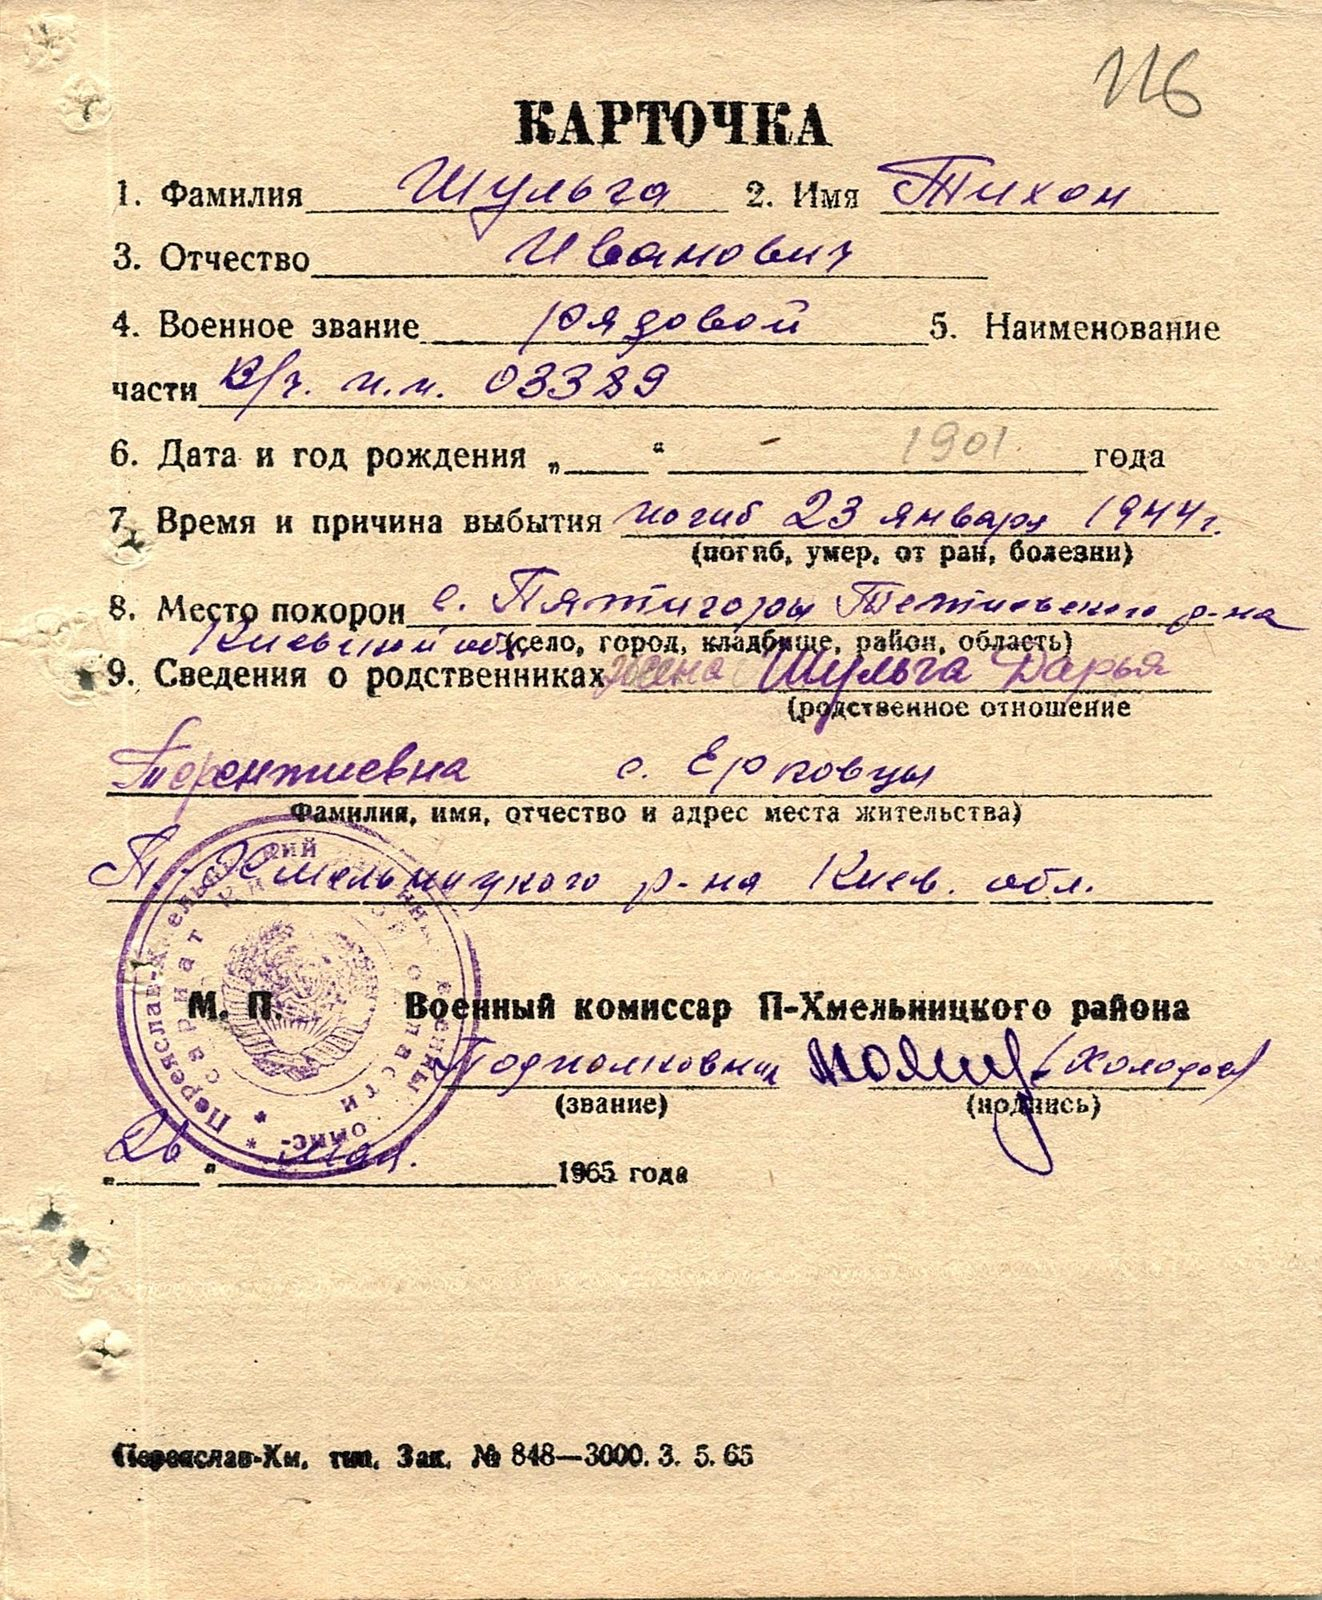 116
КАРТОЧКА
1. Фамилия Шульга 2. Имя Тихон
3. Отчество Иванович
4. Военное звание рядовой 5. Наименование
части в/ч. п.п. 03389
6. Дата и год рождения „ “ - 1901 года
7. Время и причина выбытия погиб 23 января 1944 г.
(погиб, умер, от ран, болезни)
8. Место похорон с. Пятигоры Тетиевского р-на
Киевской обл.
(село, город, кладбище, район, область)
9. Сведения о родственниках жена Шульга Дарья
(родственное отношение
Терентиевна с. Ерковцы
Фамилия, имя, отчество и адрес места жительства)
П-Хмельницкого р-на Киев. обл.
М. П. Военный комиссар П-Хмельницкого района
Подполковник (Холодов)
(звание) (подпись)
„26“ мая. 1965 года
Переяслав-Хм. тип. Зак. № 848—3000. 3. 5. 65